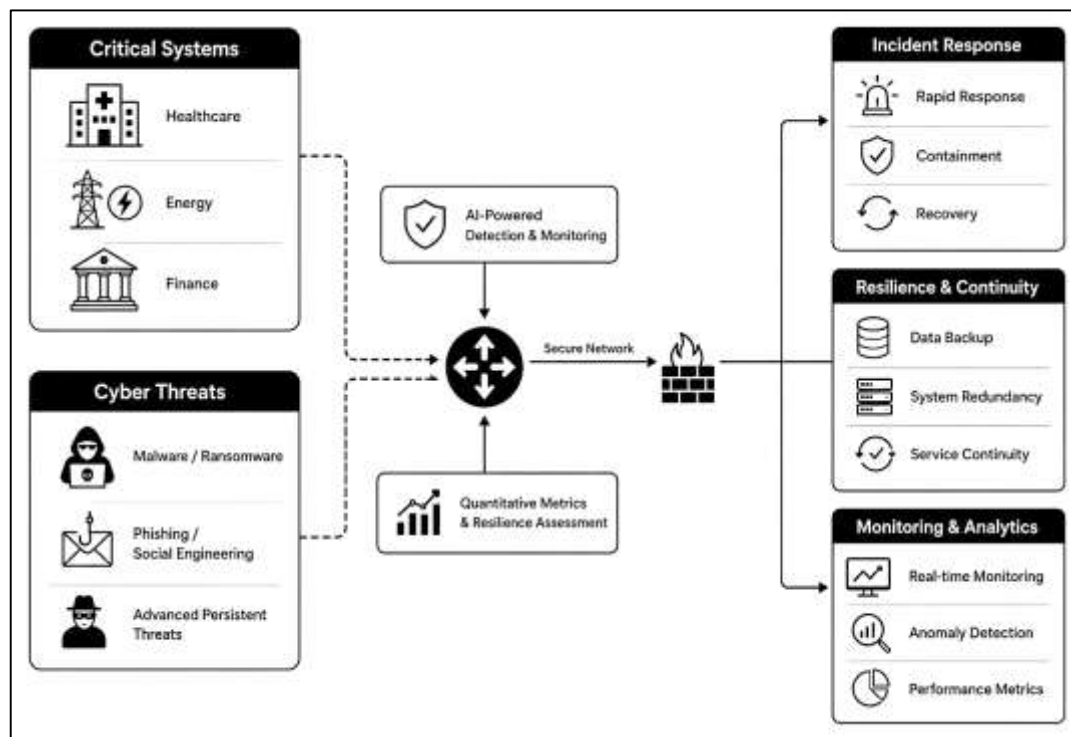 Critical Systems
Healthcare
Energy
Finance
Cyber Threats
Malware / Ransomware
Phishing /
Social Engineering
Advanced Persistent
Threats
AI-Powered
Detection & Monitoring
Secure Network
Quantitative Metrics
& Resilience Assessment
Incident Response
Rapid Response
Containment
Recovery
Resilience & Continuity
Data Backup
System Redundancy
Service Continuity
Monitoring & Analytics
Real-time Monitoring
Anomaly Detection
Performance Metrics